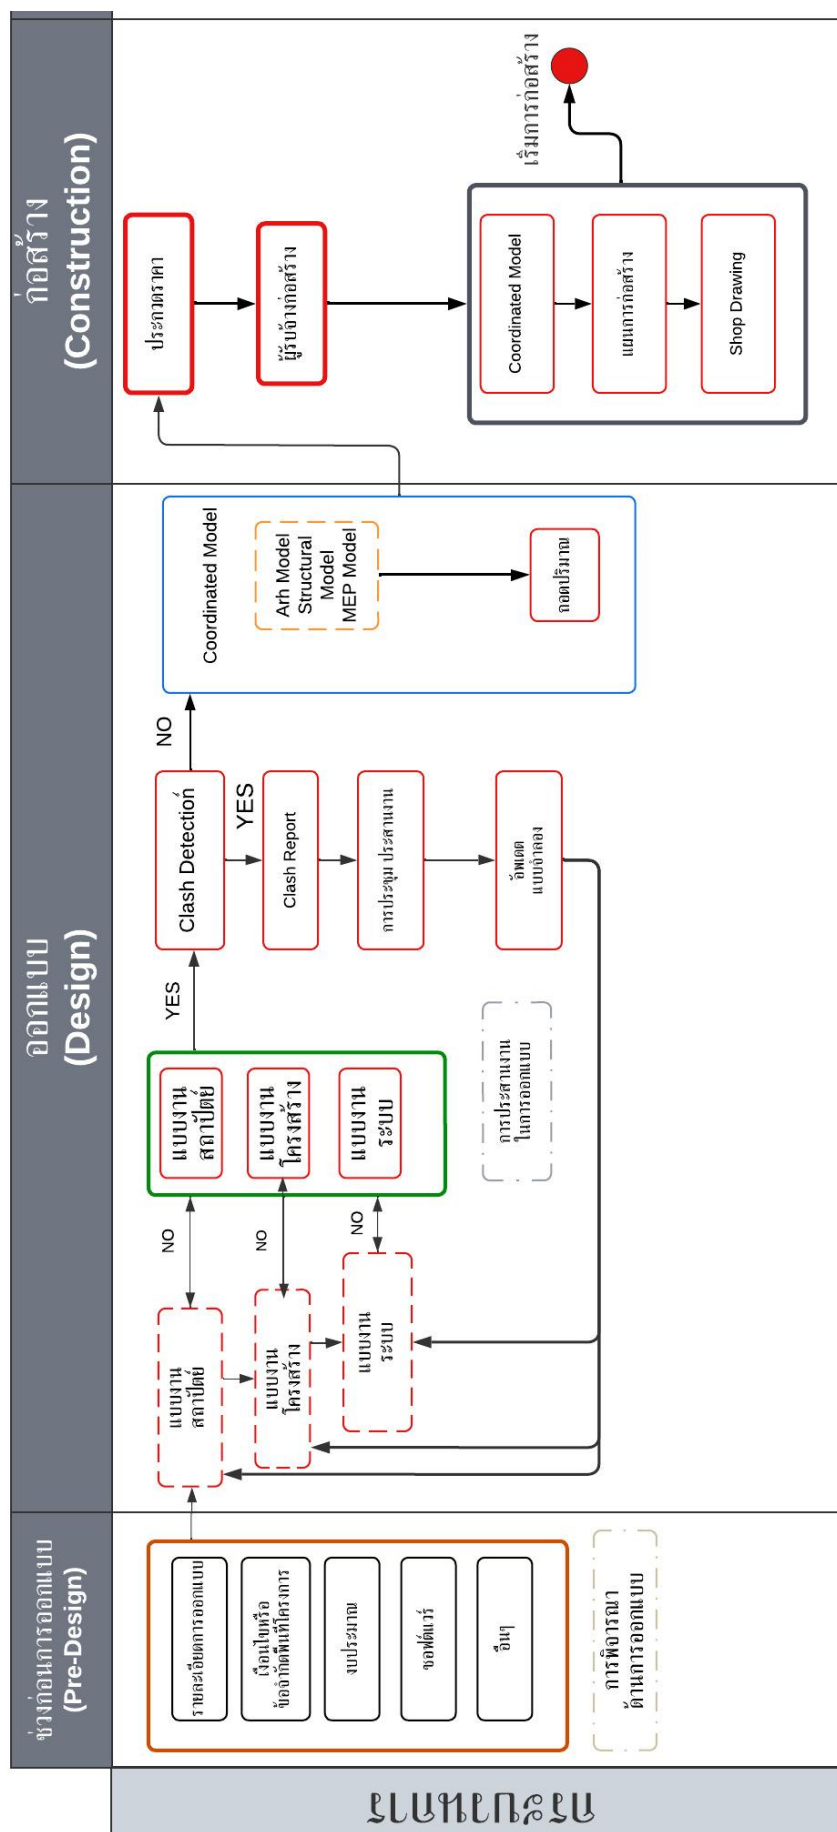 กระบวนการ
ช่วงก่อนการออกแบบ
(Pre-Design)
รายละเอียดการออกแบบ
เงื่อนไขหรือ
ข้อจำกัดพื้นที่โครงการ
งบประมาณ
ซอฟต์แวร์
อื่นๆ
การพิจารณา
ด้านการออกแบบ
ออกแบบ
(Design)
แบบงาน
สถาปัตย์
แบบงาน
โครงสร้าง
แบบงาน
ระบบ
NO
NO
NO
แบบงาน
สถาปัตย์
แบบงาน
โครงสร้าง
แบบงาน
ระบบ
การประสานงาน
ในการออกแบบ
YES
Clash Detection
YES
Clash Report
การประชุม ประสานงาน
อัพเดต
แบบจำลอง
NO
Coordinated Model
Arh Model
Structural
Model
MEP Model
ถอดปริมาณ
ก่อสร้าง
(Construction)
ประกวดราคา
ผู้รับจ้างก่อสร้าง
Coordinated Model
แผนการก่อสร้าง
Shop Drawing
เริ่มการก่อสร้าง